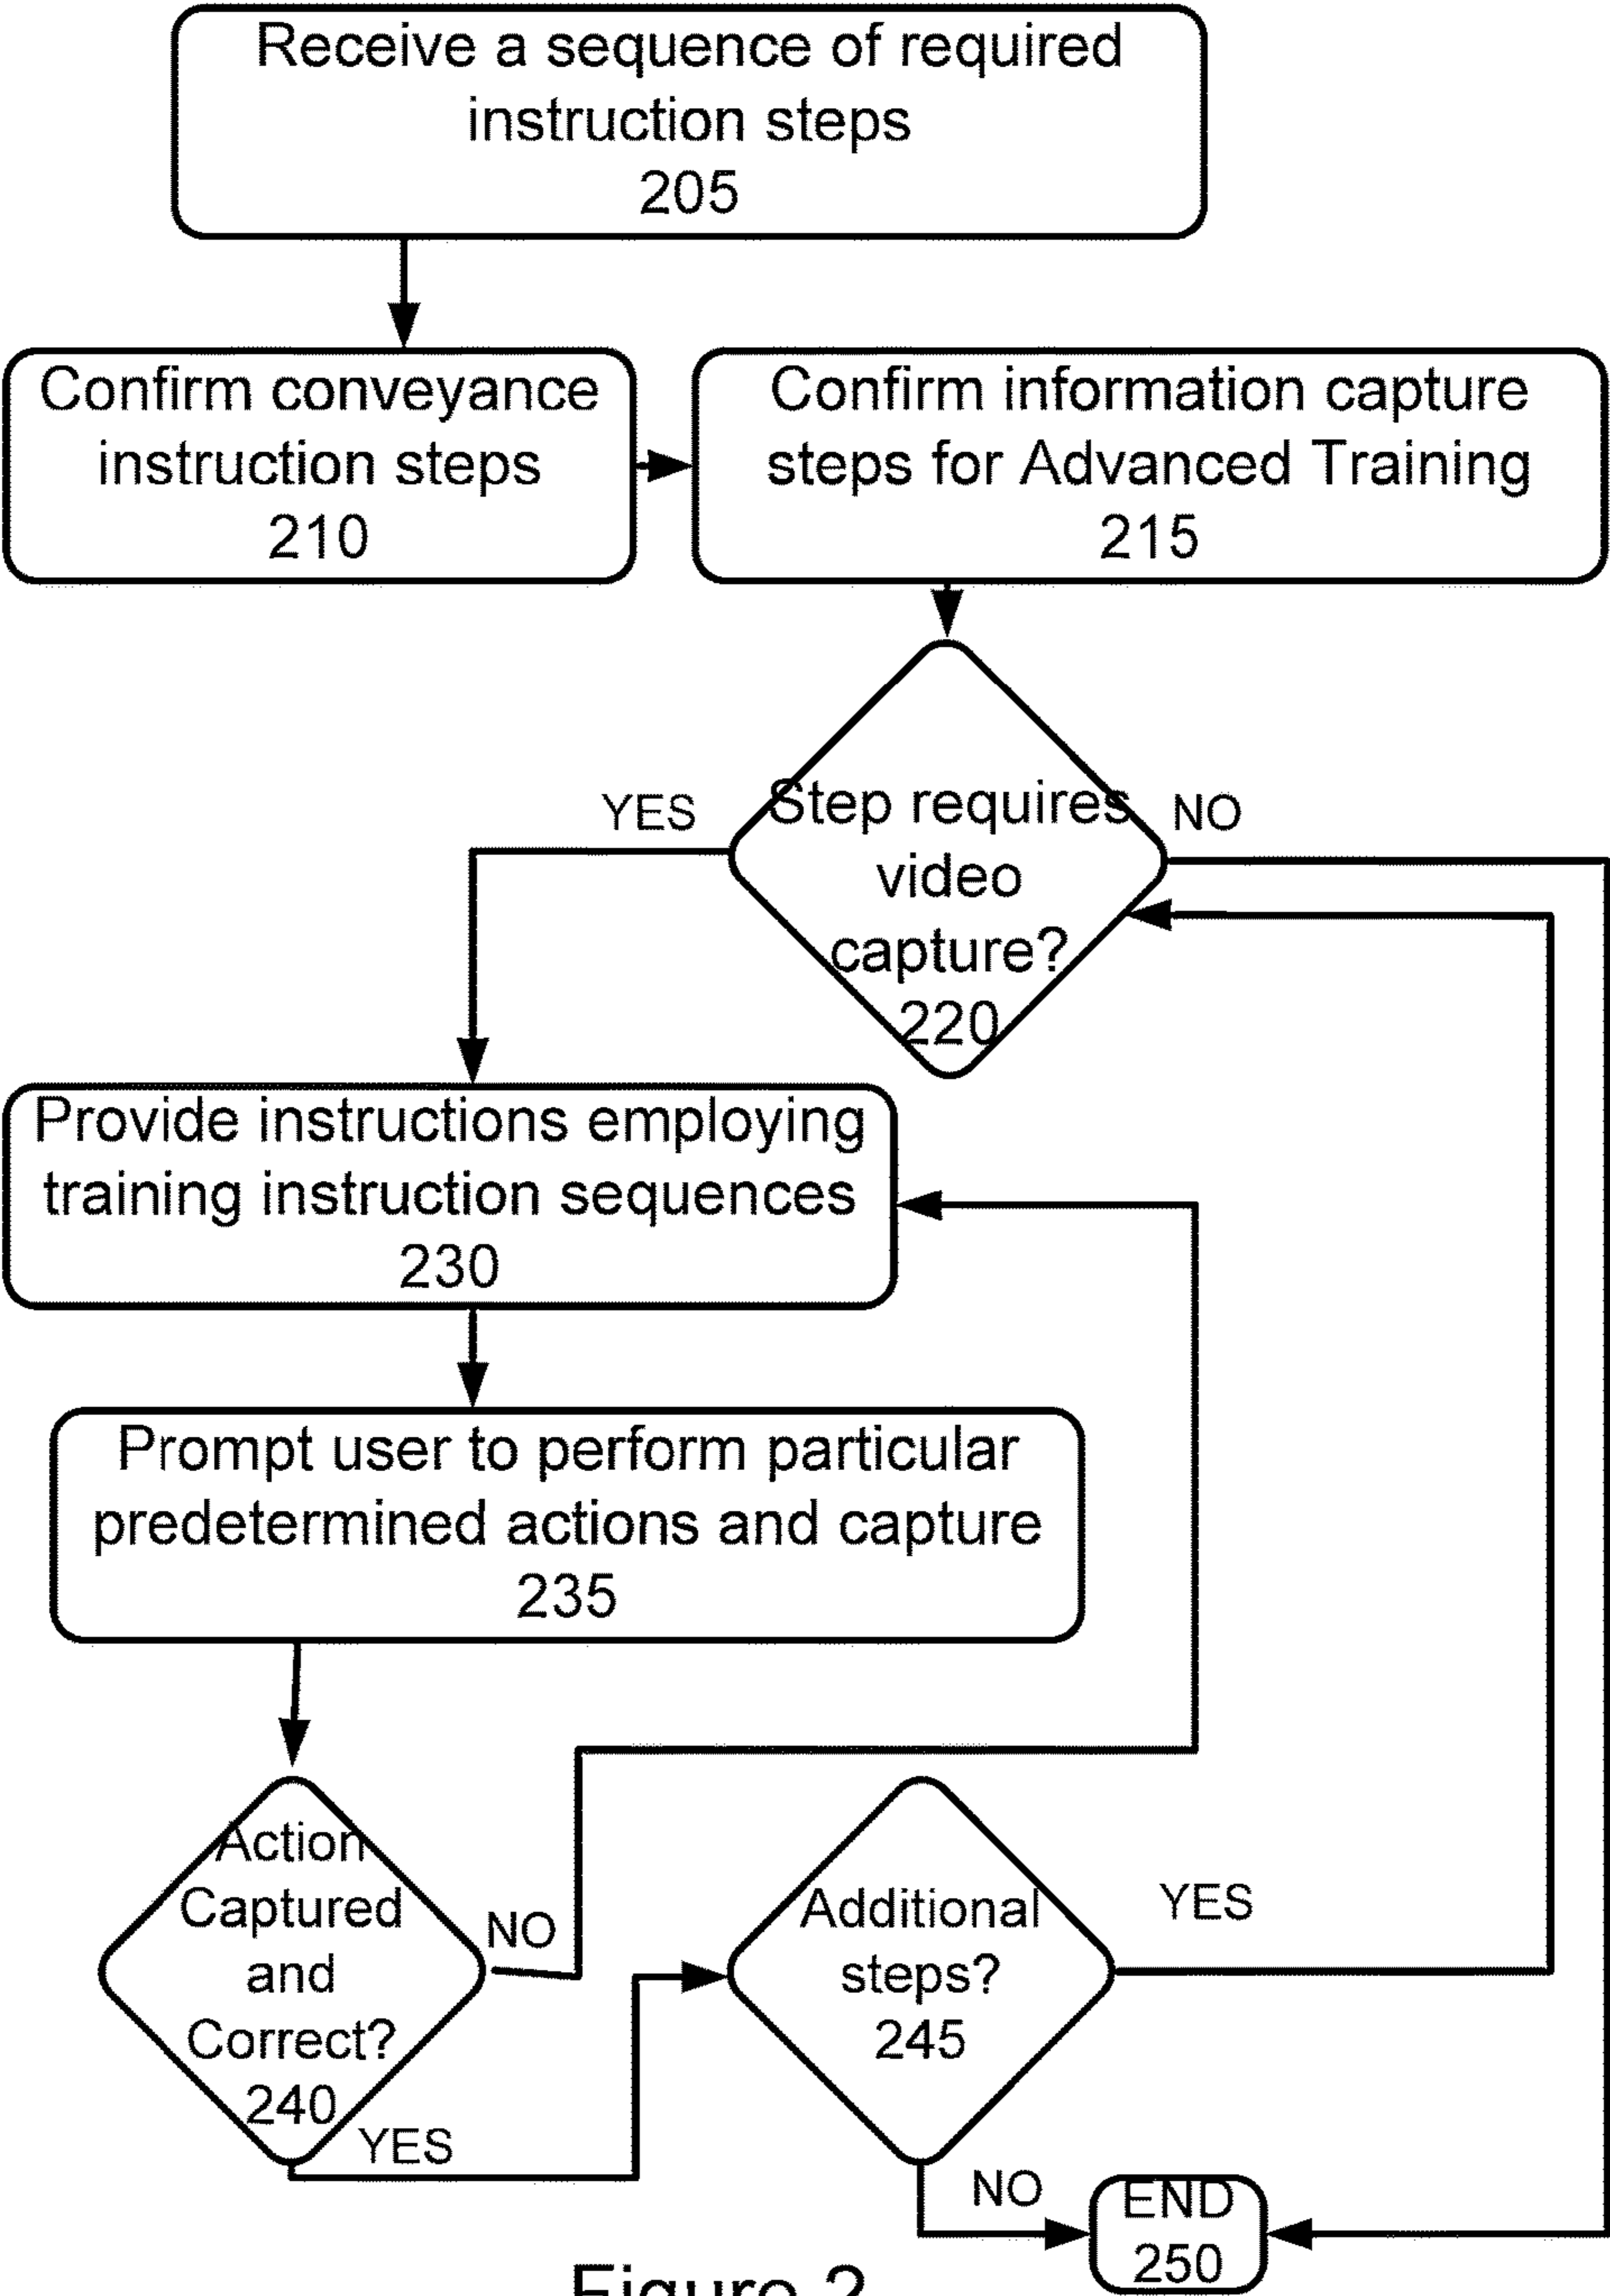 Receive a sequence of required
instruction steps
205
Confirm conveyance
instruction steps
210
Confirm information capture
steps for Advanced Training
215
Step requires
video
capture?
220
YES
NO
Provide instructions employing
training instruction sequences
230
Prompt user to perform particular
predetermined actions and capture
235
Action
Captured
and
Correct?
240
NO
YES
Additional
steps?
245
YES
NO
END
250
Figure 2